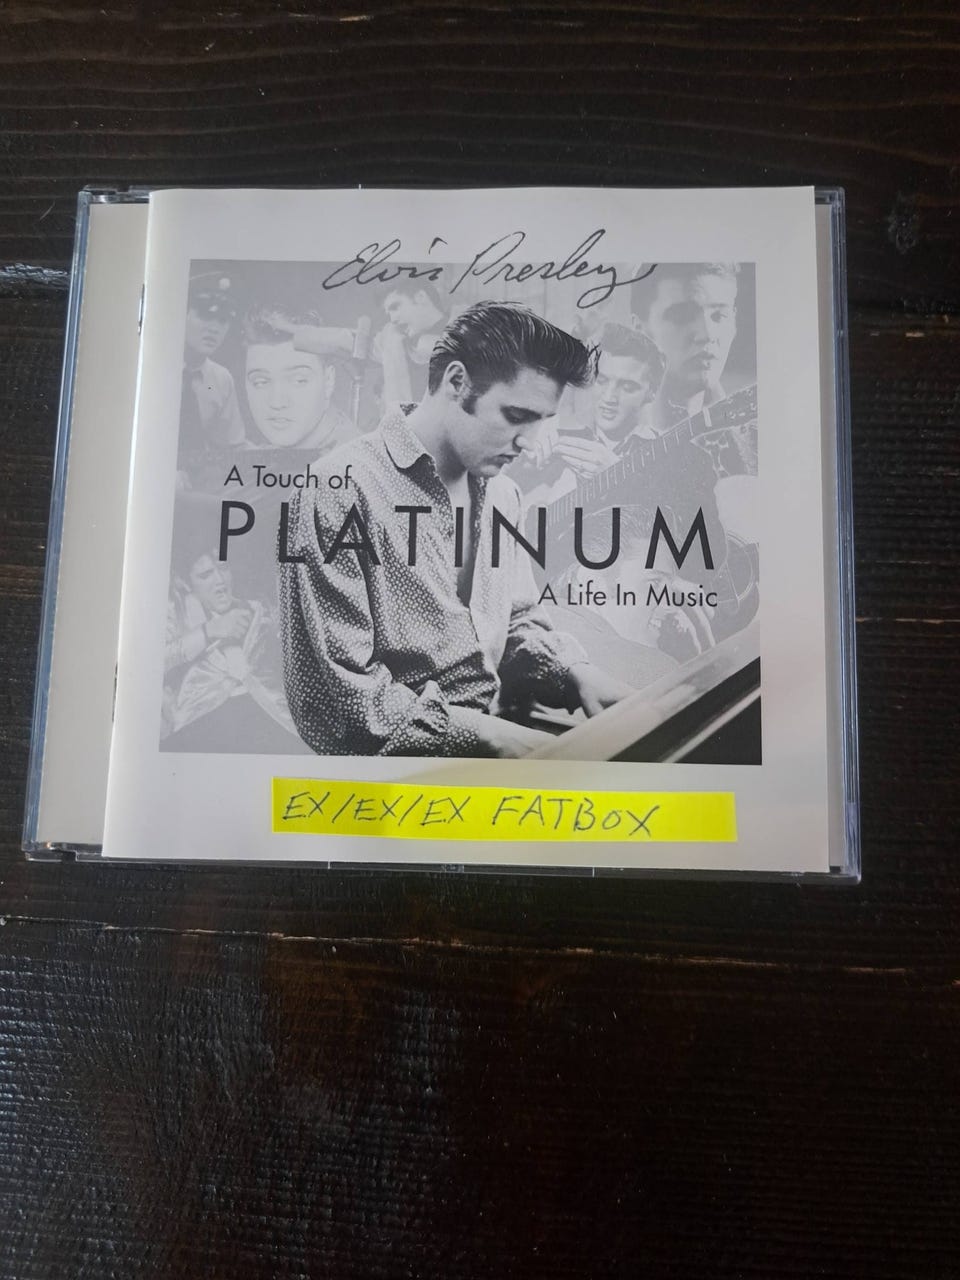 Elvis Presley
A Touch of
PLATINUM
A Life In Music
EX/EX/EX FATBOX